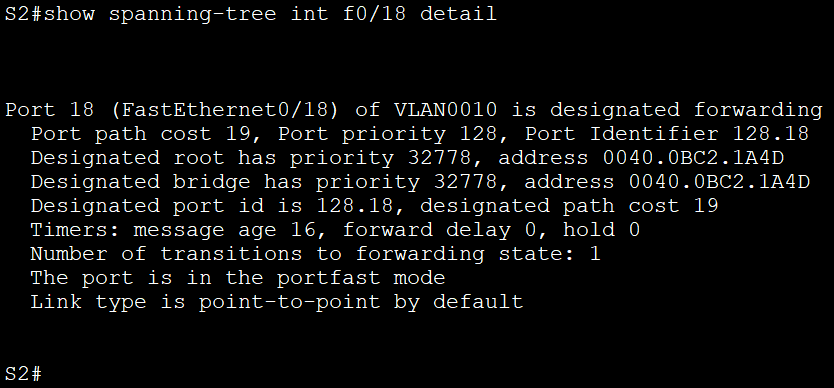 S2#show spanning-tree int f0/18 detail
Port 18 (FastEthernet0/18) of VLAN0010 is designated forwarding
Port path cost 19, Port priority 128, Port Identifier 128.18
Designated root has priority 32778, address 0040.0BC2.1A4D
Designated bridge has priority 32778, address 0040.0BC2.1A4D
Designated port id is 128.18, designated path cost 19
Timers: message age 16, forward delay 0, hold 0
Number of transitions to forwarding state: 1
The port is in the portfast mode
Link type is point-to-point by default
S2#